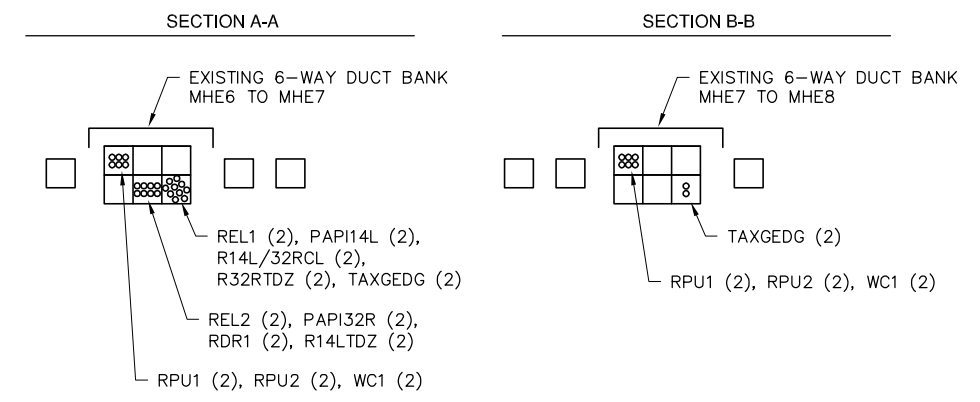 SECTION A-A
EXISTING 6-WAY DUCT BANK
MHE6 TO MHE7
REL1 (2), PAPI14L (2),
R14L/32RCL (2),
R32RTDZ (2), TAXGEDG (2)
REL2 (2), PAPI32R (2),
RDR1 (2), R14LTDZ (2)
RPU1 (2), RPU2 (2), WC1 (2)
SECTION B-B
EXISTING 6-WAY DUCT BANK
MHE7 TO MHE8
TAXGEDG (2)
RPU1 (2), RPU2 (2), WC1 (2)